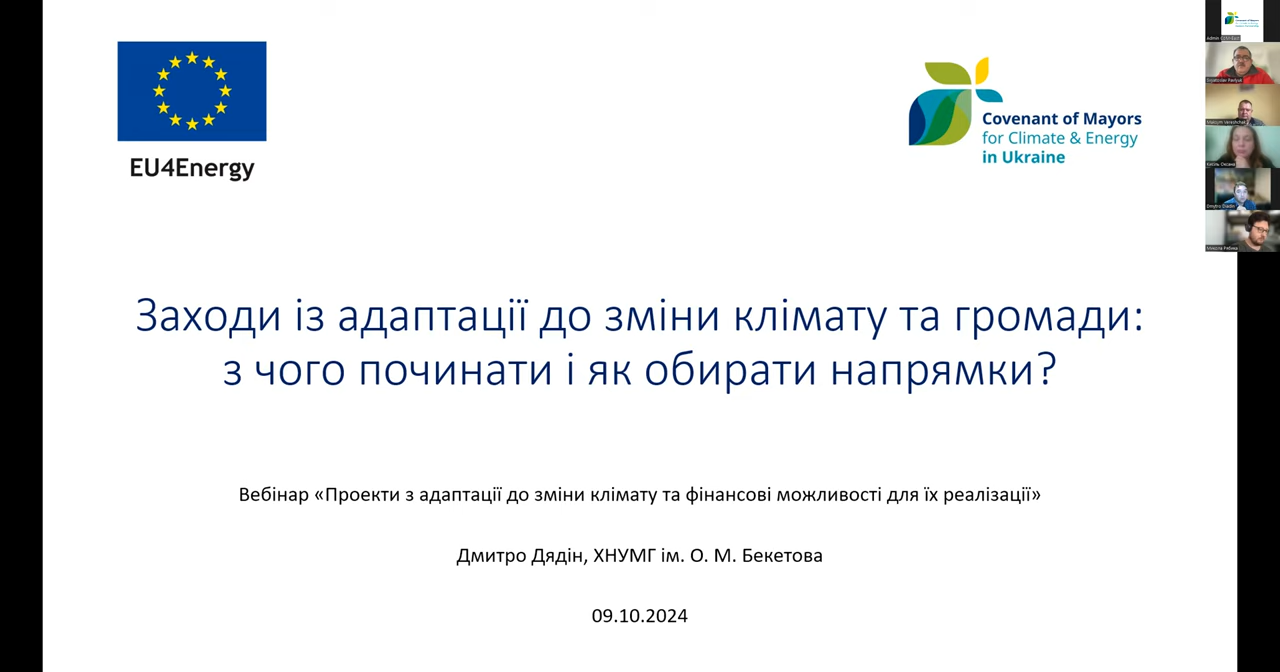 EU4Energy
Covenant of Mayors
for Climate & Energy
in Ukraine
Заходи із адаптації до зміни клімату та громади:
з чого починати і як обирати напрямки?
Вебінар «Проекти з адаптації до зміни клімату та фінансові можливості для їх реалізації»
Дмитро Дядін, ХНУМГ ім. О. М. Бекетова
09.10.2024